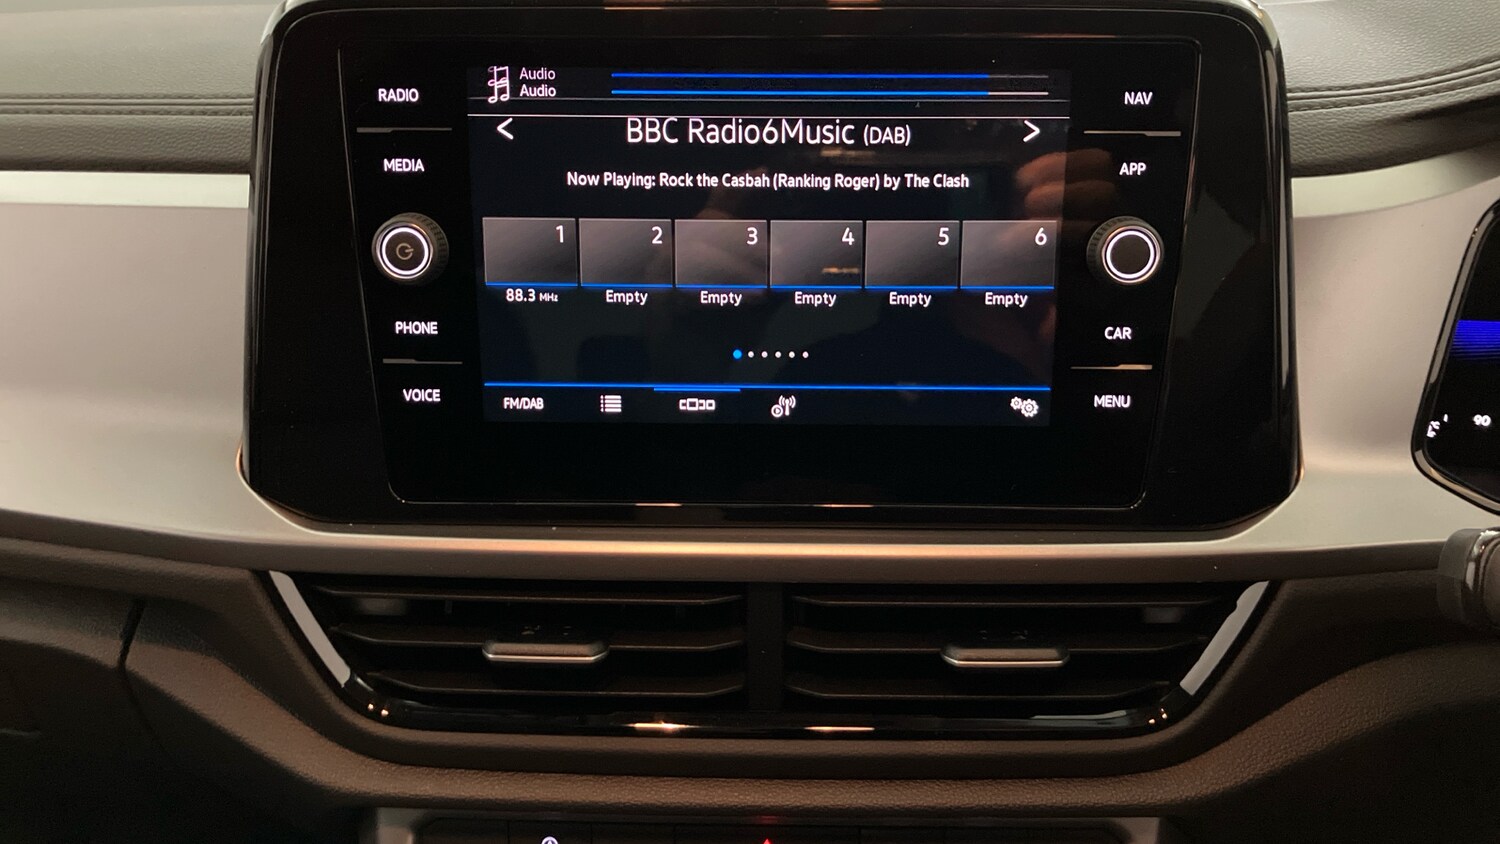 Audio
Audio
BBC Radio6Music (DAB)
Now Playing: Rock the Casbah (Ranking Roger) by The Clash
1 2 3 4 5 6
88.3 MHz Empty Empty Empty Empty Empty
FM/DAB
RADIO
MEDIA
PHONE
VOICE
NAV
APP
CAR
MENU
90